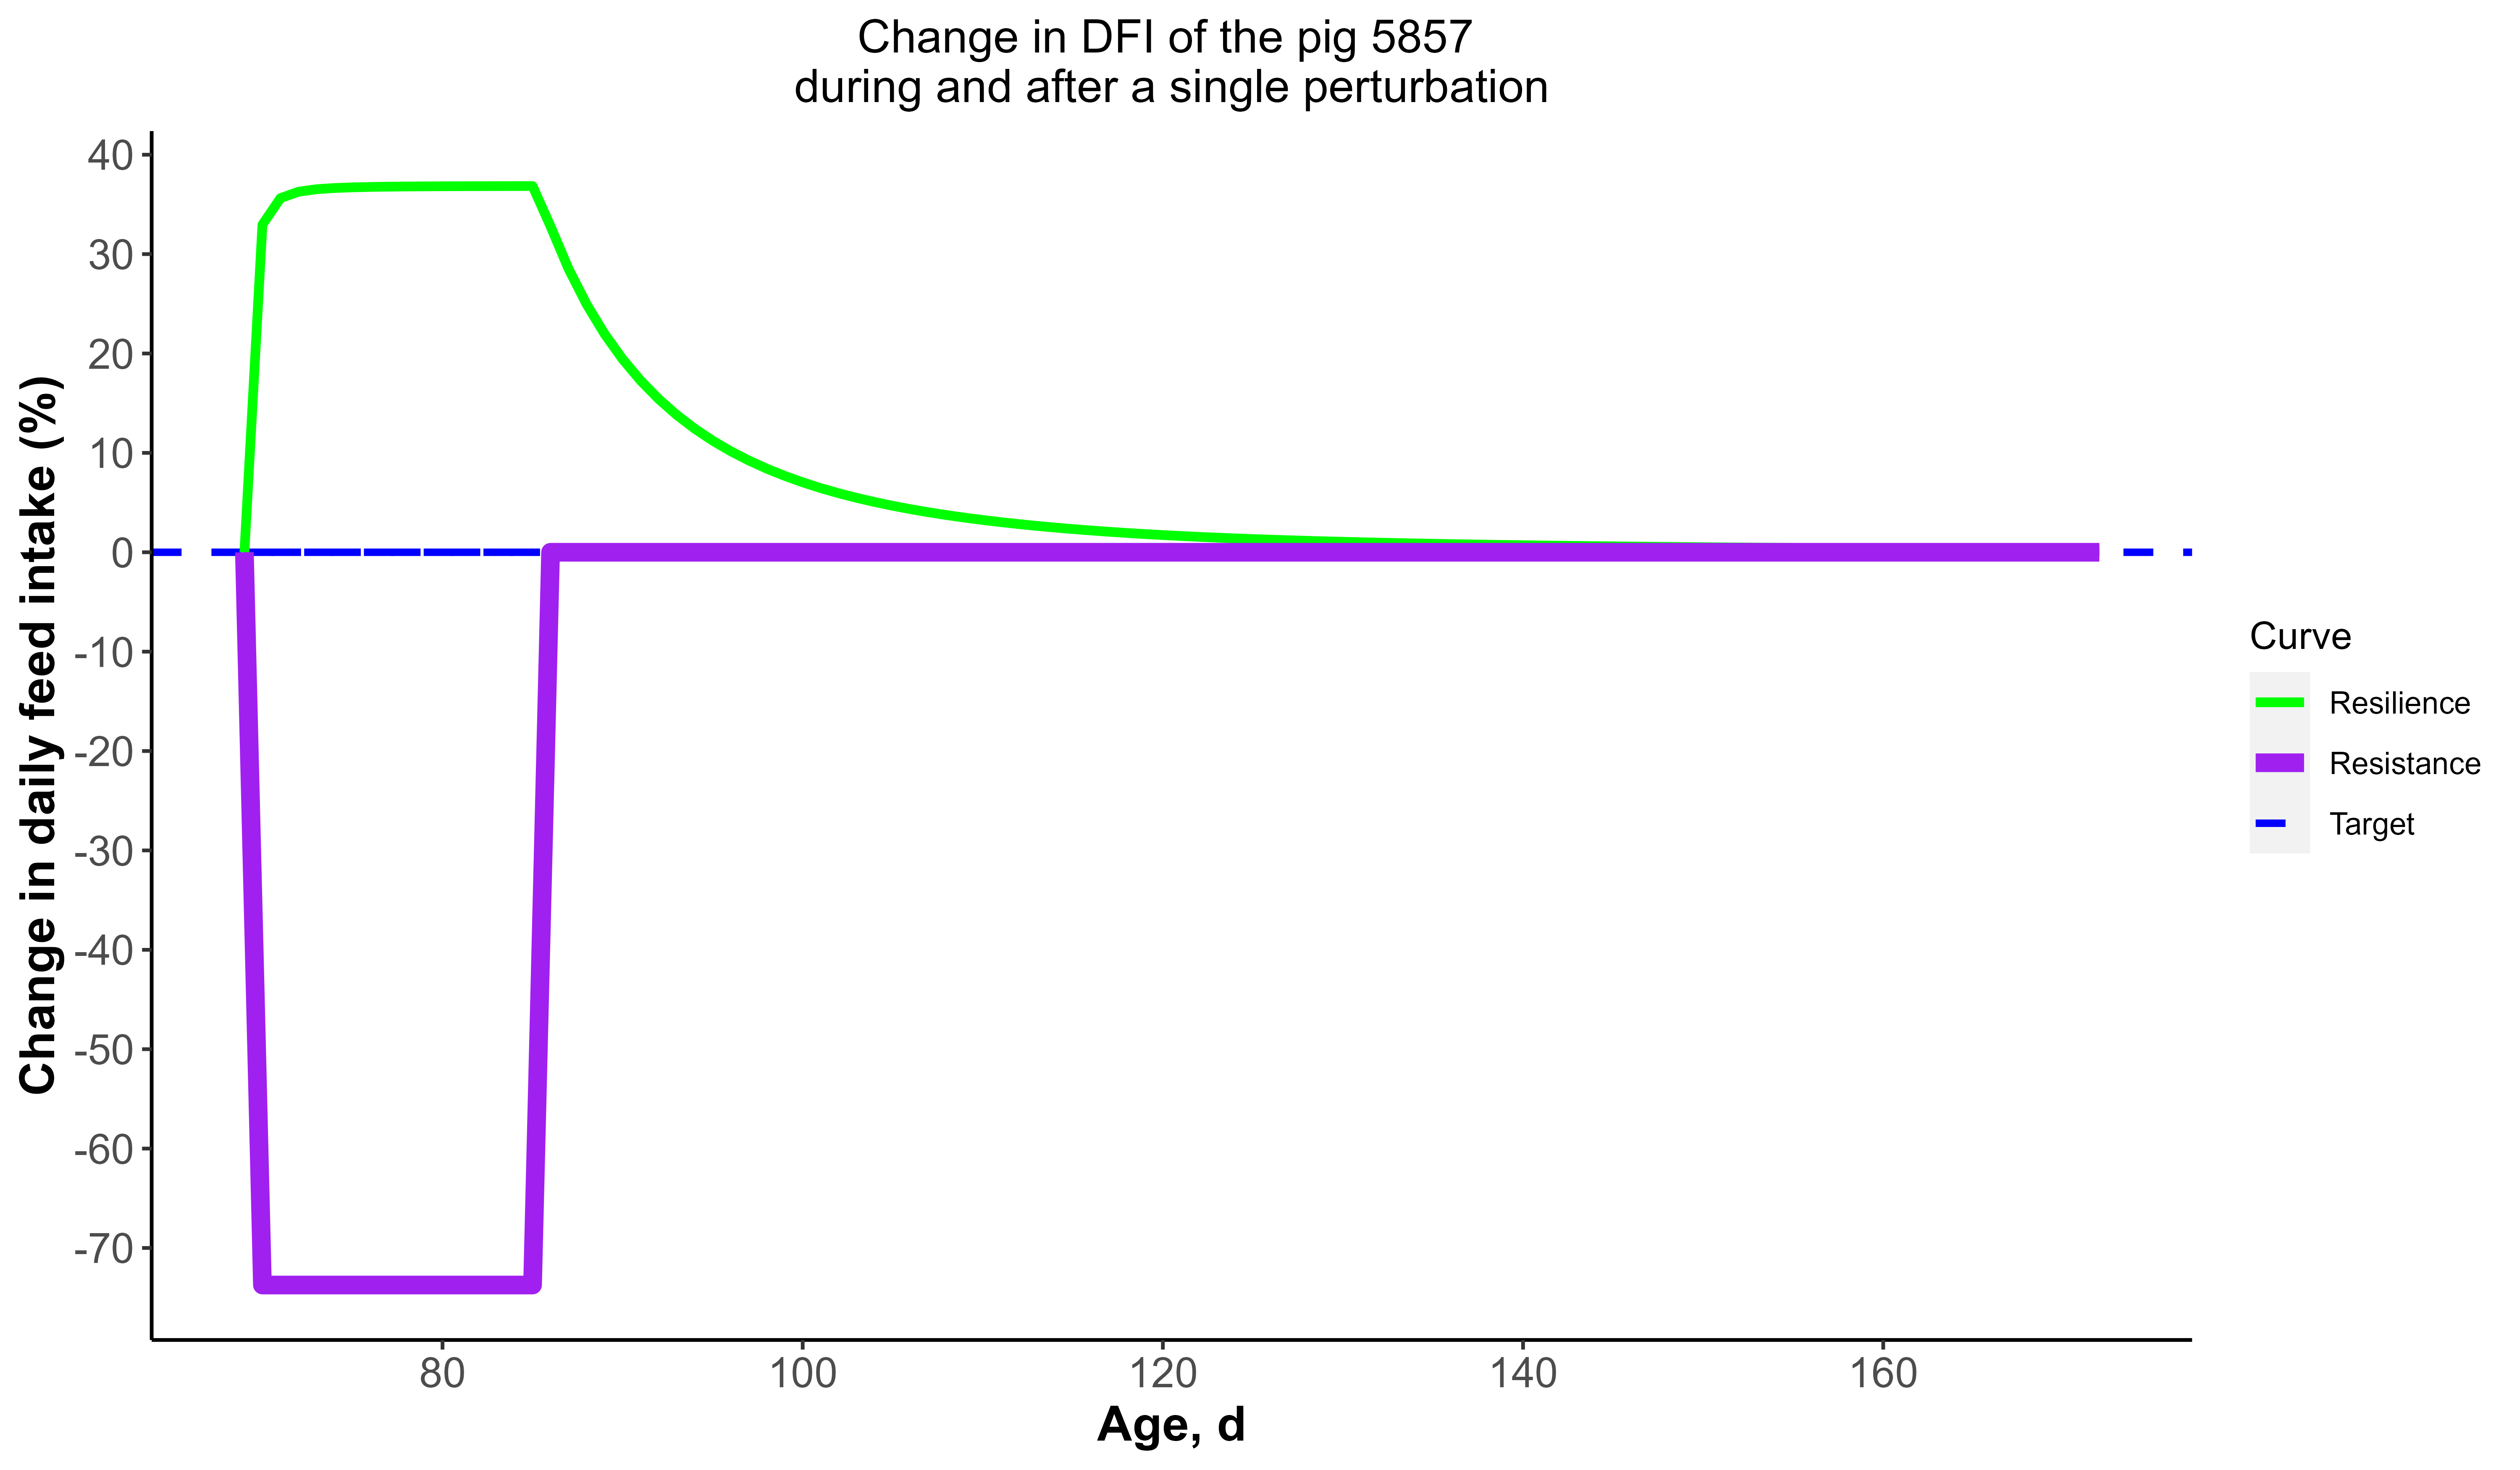 Change in DFI of the pig 5857
during and after a single perturbation
Change in daily feed intake (%)
40
30
20
10
0
-10
-20
-30
-40
-50
-60
-70
80
100
120
140
160
Age, d
Curve
Resilience
Resistance
Target